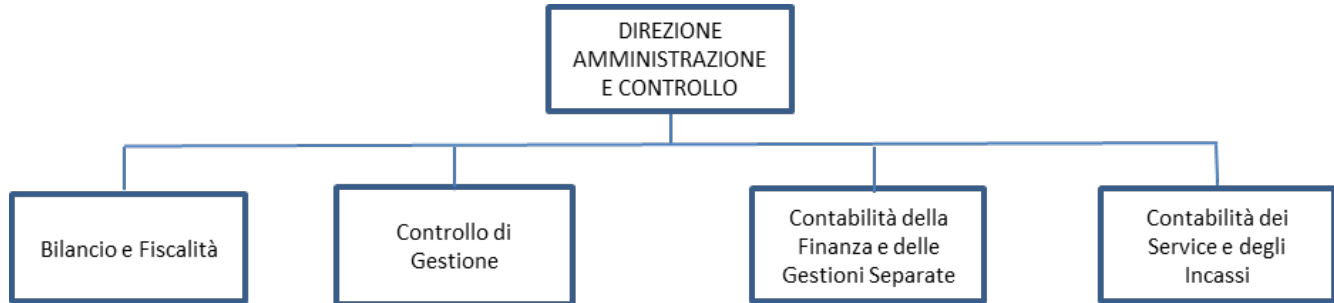 DIREZIONE
AMMINISTRAZIONE
E CONTROLLO
Bilancio e Fiscalità
Controllo di
Gestione
Contabilità della
Finanza e delle
Gestioni Separate
Contabilità dei
Service e degli
Incassi